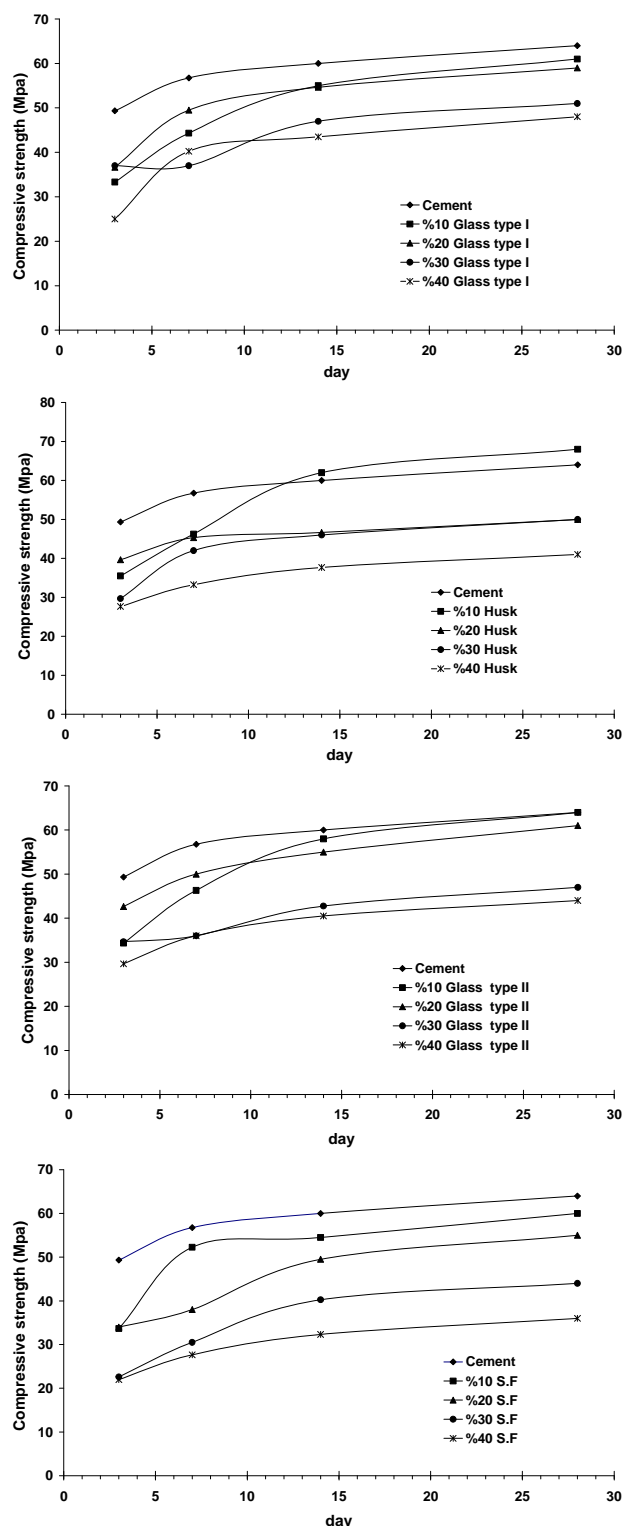 Compressive strength (Mpa)
70
60
50
40
30
20
10
0
Cement
%10 Glass type I
%20 Glass type I
%30 Glass type I
%40 Glass type I
0 5 10 15 20 25 30
day
Compressive strength (Mpa)
80
70
60
50
40
30
20
10
0
Cement
%10 Husk
%20 Husk
%30 Husk
%40 Husk
0 5 10 15 20 25 30
day
Compressive strength (Mpa)
70
60
50
40
30
20
10
0
Cement
%10 Glass type II
%20 Glass type II
%30 Glass type II
%40 Glass type II
0 5 10 15 20 25 30
day
Compressive strength (Mpa)
70
60
50
40
30
20
10
0
Cement
%10 S.F
%20 S.F
%30 S.F
%40 S.F
0 5 10 15 20 25 30
day